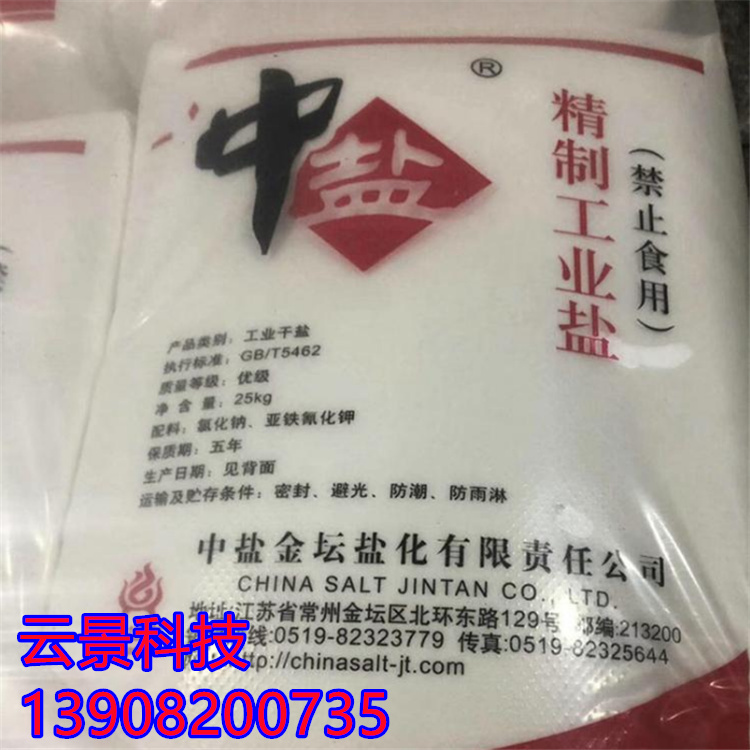 中盐®
精制工业盐
（禁止食用）
产品类别：工业干盐
执行标准：GB/T5462
质量等级：优级
净 含 量：25kg
配料：氯化钠、亚铁氰化钾
保质期：五年
生产日期：见背面
运输及贮存条件：密封、避光、防潮、防雨淋
中盐金坛盐化有限责任公司
CHINA SALT JINTAN CO., LTD.
地址:江苏省常州金坛区北环东路129号 邮编:213200
线:0519-82323779 传真:0519-82325644
http://chinasalt-jt.com
云景科技
13908200735